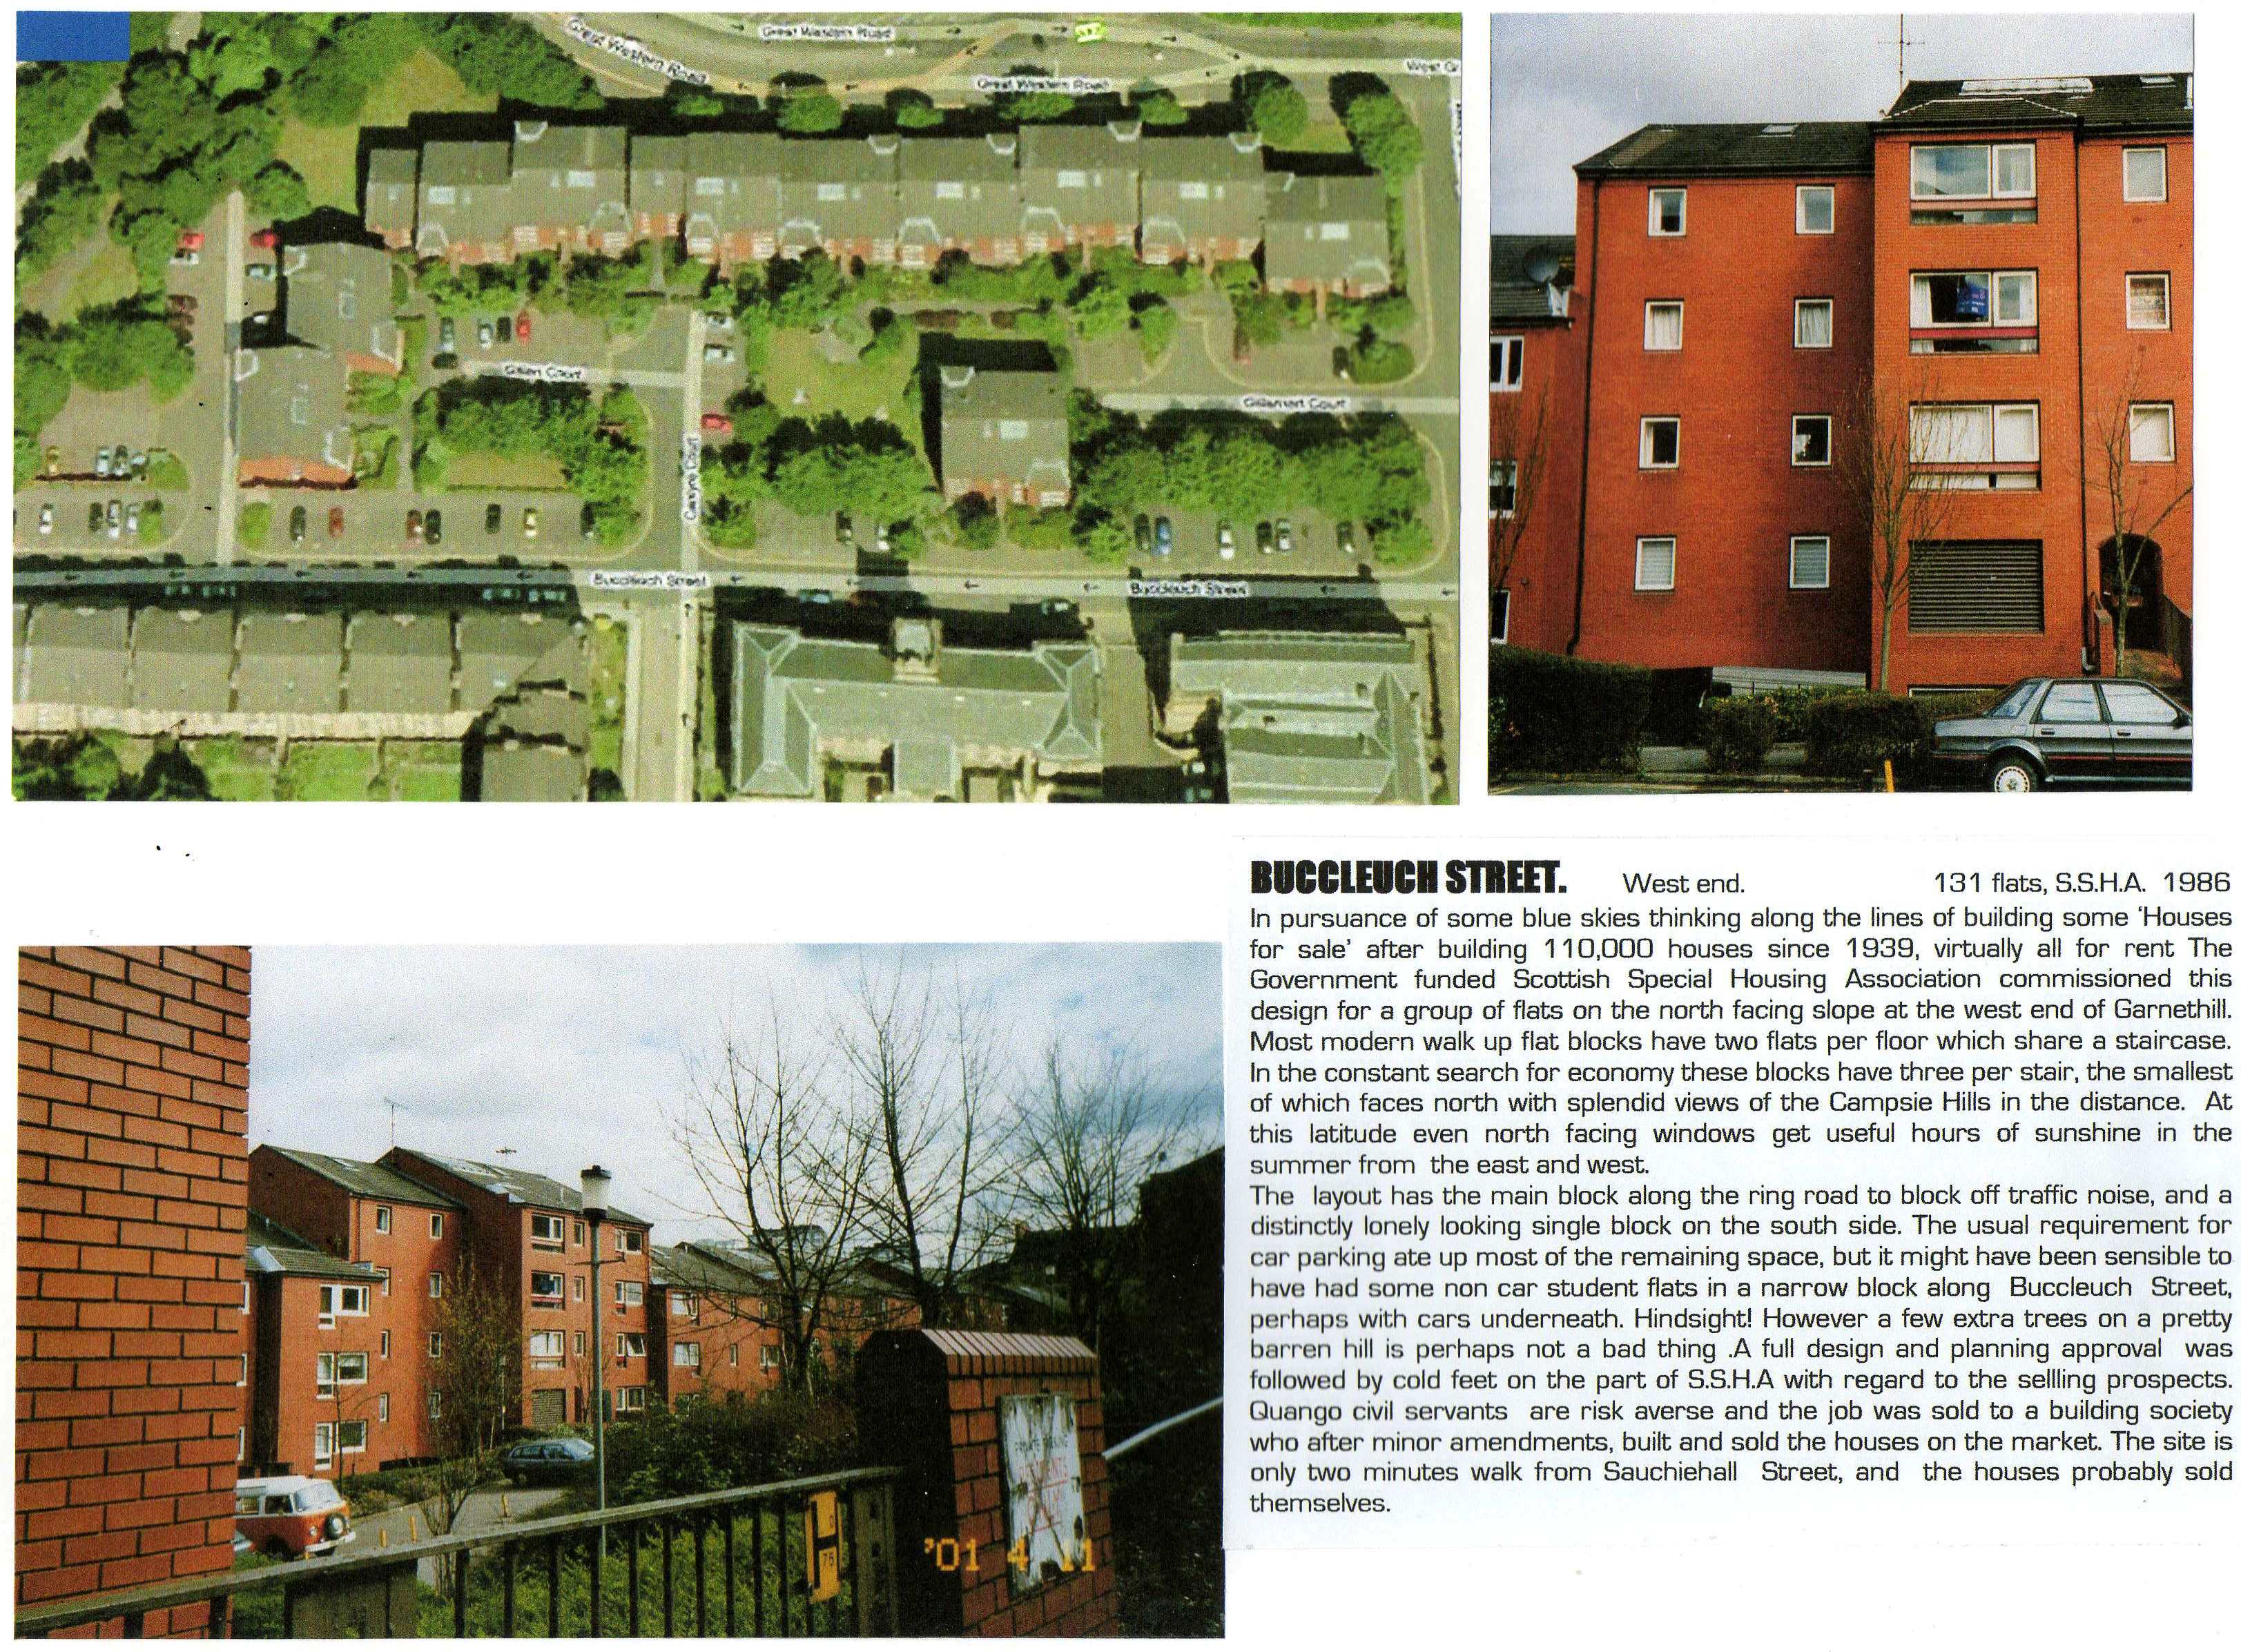 Great Western Road
Great Western Road
Great Western Road
West Gr
Gillan Court
Buccleuch Street
Buccleuch Street
BUCCLEUCH STREET. West end. 131 flats, S.S.H.A. 1986
In pursuance of some blue skies thinking along the lines of building some ‘Houses
for sale’ after building 110,000 houses since 1939, virtually all for rent The
Government funded Scottish Special Housing Association commissioned this
design for a group of flats on the north facing slope at the west end of Garnethill.
Most modern walk up flat blocks have two flats per floor which share a staircase.
In the constant search for economy these blocks have three per stair, the smallest
of which faces north with splendid views of the Campsie Hills in the distance. At
this latitude even north facing windows get useful hours of sunshine in the
summer from the east and west.
The layout has the main block along the ring road to block off traffic noise, and a
distinctly lonely looking single block on the south side. The usual requirement for
car parking ate up most of the remaining space, but it might have been sensible to
have had some non car student flats in a narrow block along Buccleuch Street,
perhaps with cars underneath. Hindsight! However a few extra trees on a pretty
barren hill is perhaps not a bad thing .A full design and planning approval was
followed by cold feet on the part of S.S.H.A with regard to the sellling prospects.
Quango civil servants are risk averse and the job was sold to a building society
who after minor amendments, built and sold the houses on the market. The site is
only two minutes walk from Sauchiehall Street, and the houses probably sold
themselves.
H
75
'01 4 11